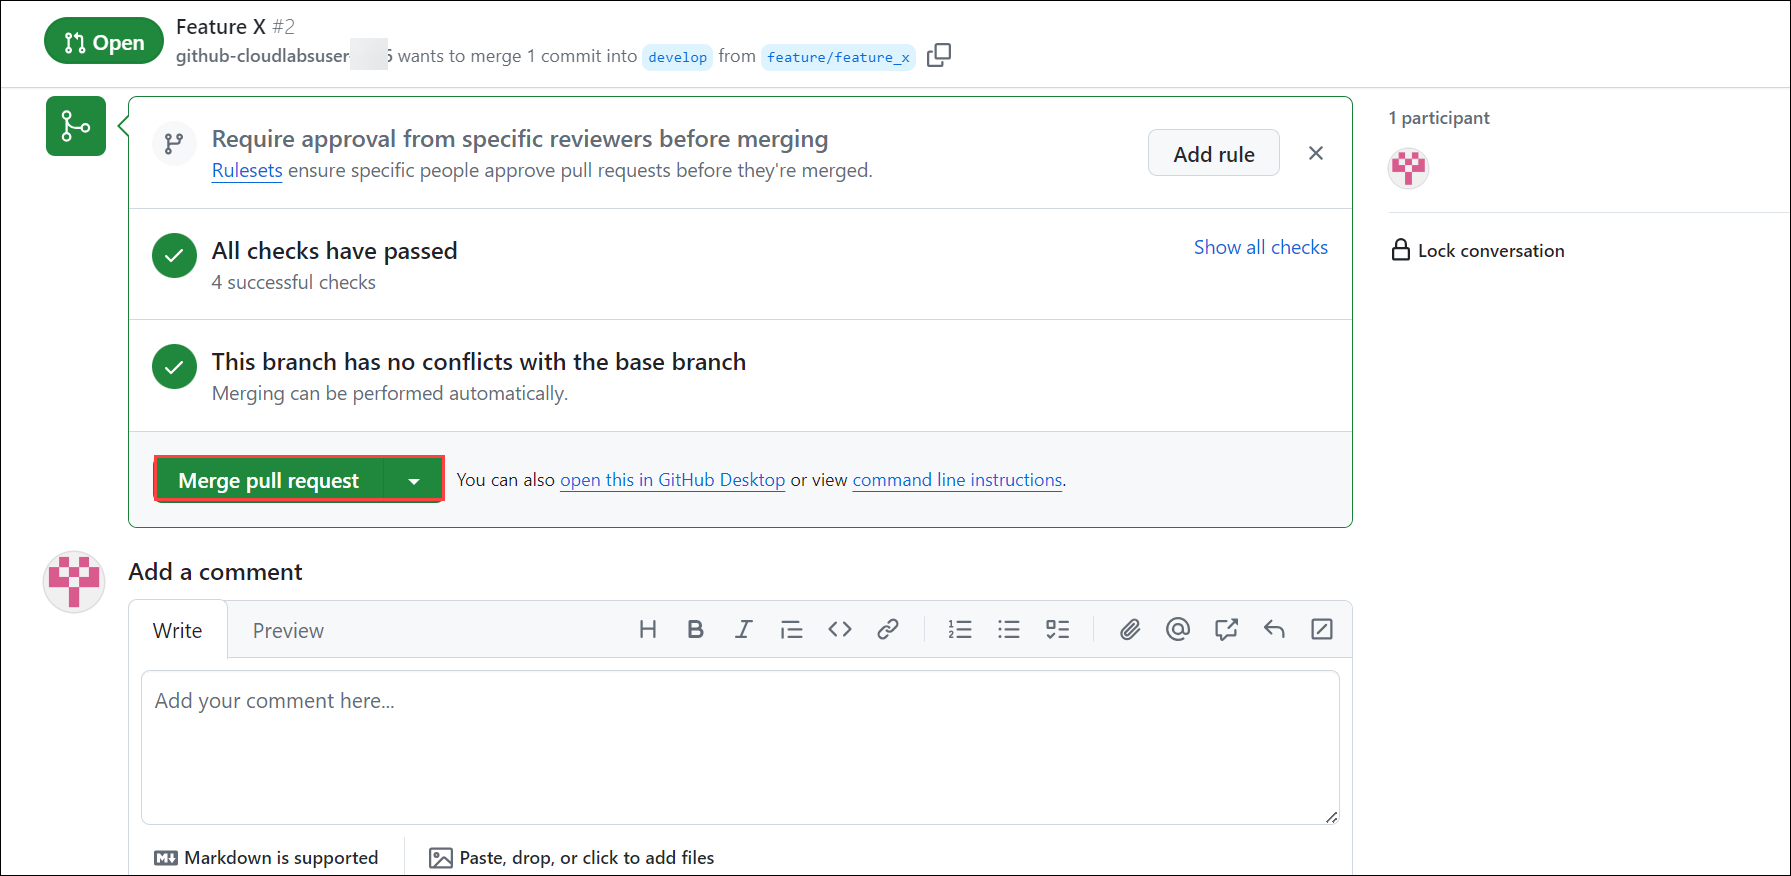 Open
Feature X #2
github-cloudlabsuser 6 wants to merge 1 commit into develop from feature/feature_x
Require approval from specific reviewers before merging
Rulesets ensure specific people approve pull requests before they're merged.
Add rule
All checks have passed
4 successful checks
Show all checks
This branch has no conflicts with the base branch
Merging can be performed automatically.
Merge pull request
You can also open this in GitHub Desktop or view command line instructions.
1 participant
Lock conversation
Add a comment
Write Preview
Add your comment here...
Markdown is supported
Paste, drop, or click to add files